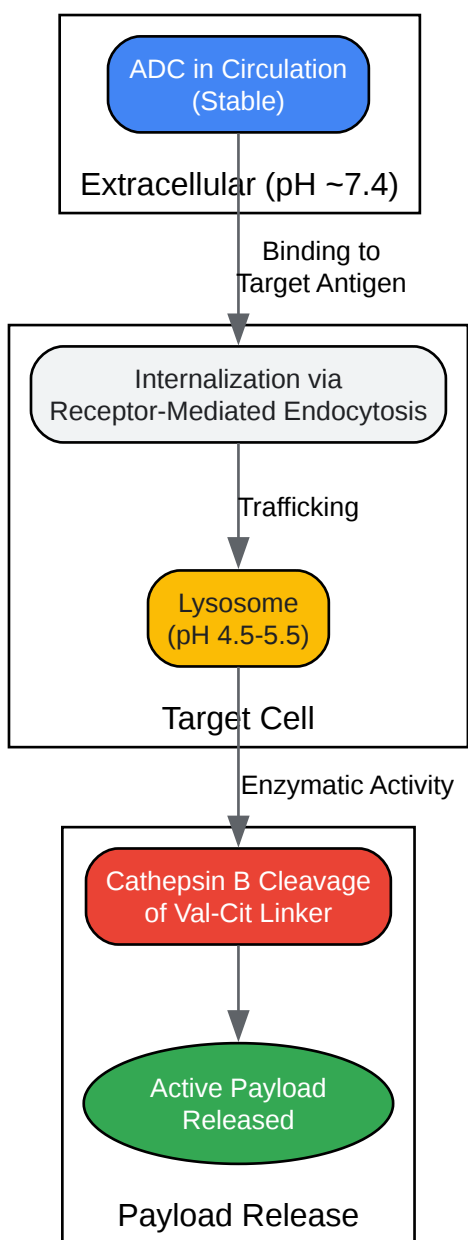 ADC in Circulation
(Stable)
Extracellular (pH ~7.4)
Binding to
Target Antigen
Internalization via
Receptor-Mediated Endocytosis
Trafficking
Lysosome
(pH 4.5-5.5)
Target Cell
Enzymatic Activity
Cathepsin B Cleavage
of Val-Cit Linker
Active Payload
Released
Payload Release